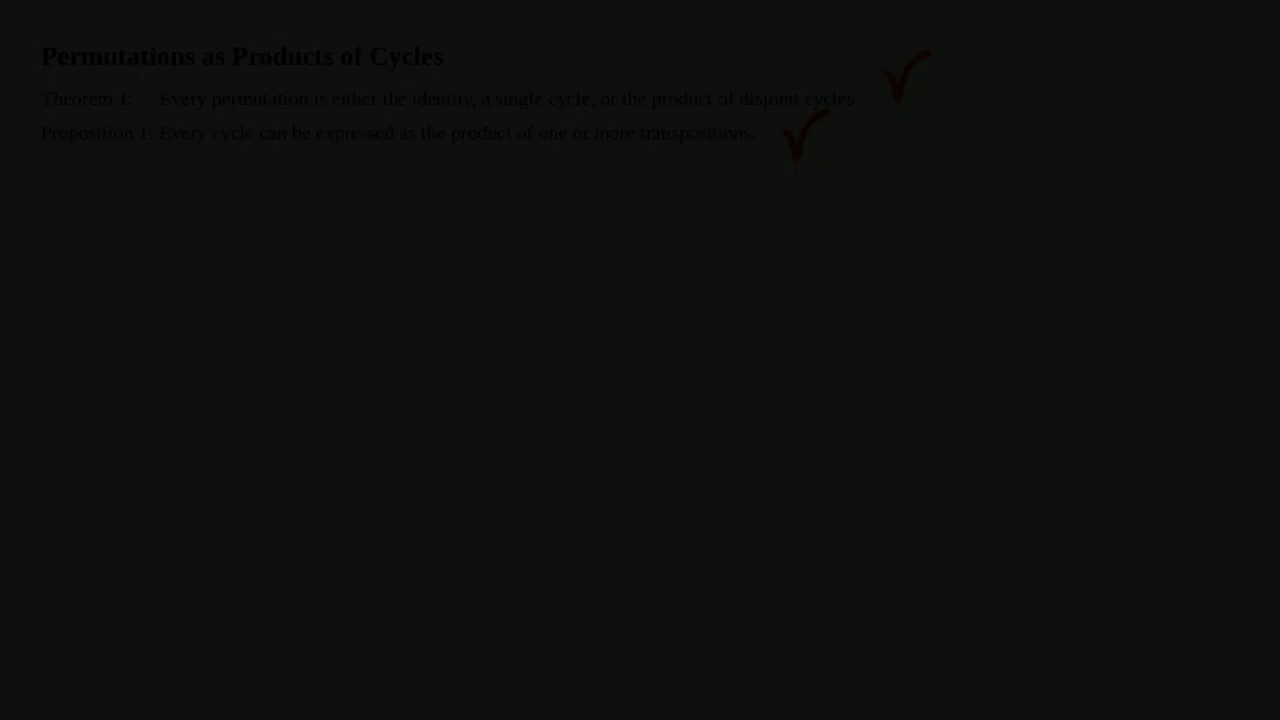 Permutations as Products of Cycles
Theorem 1: Every permutation is either the identity, a single cycle, or the product of disjoint cycles.
Proposition 1: Every cycle can be expressed as the product of one or more transpositions.